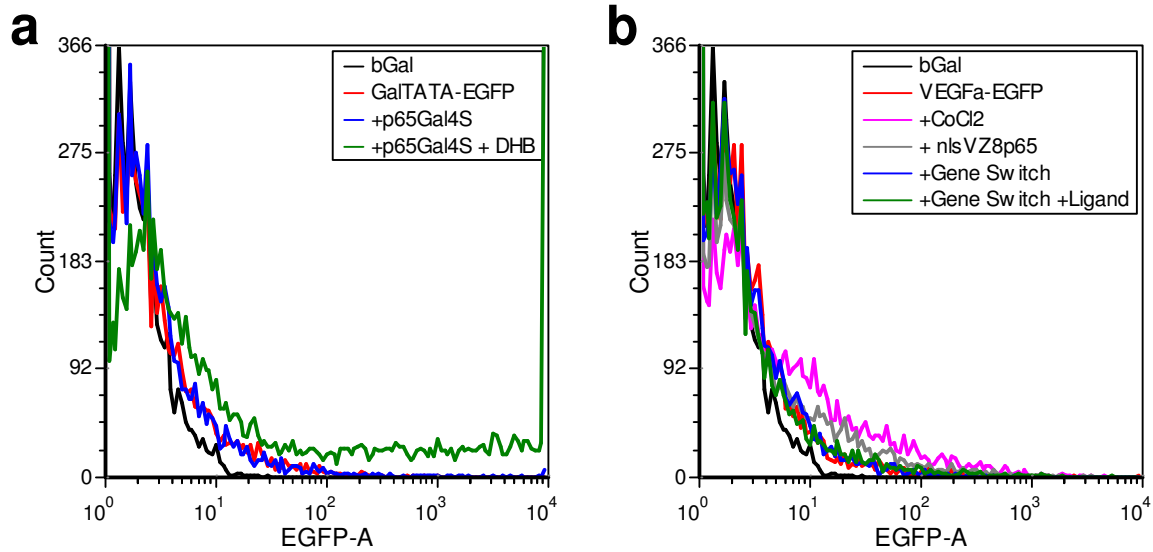 a
366
275
183
92
0
Count
10^0
10^1
10^2
10^3
10^4
EGFP-A
bGal
GalTATA-EGFP
+p65Gal4S
+p65Gal4S + DHB
b
366
275
183
92
0
Count
10^0
10^1
10^2
10^3
10^4
EGFP-A
bGal
VEGFa-EGFP
+CoCl2
+ nlsVZ8p65
+Gene Switch
+Gene Switch +Ligand